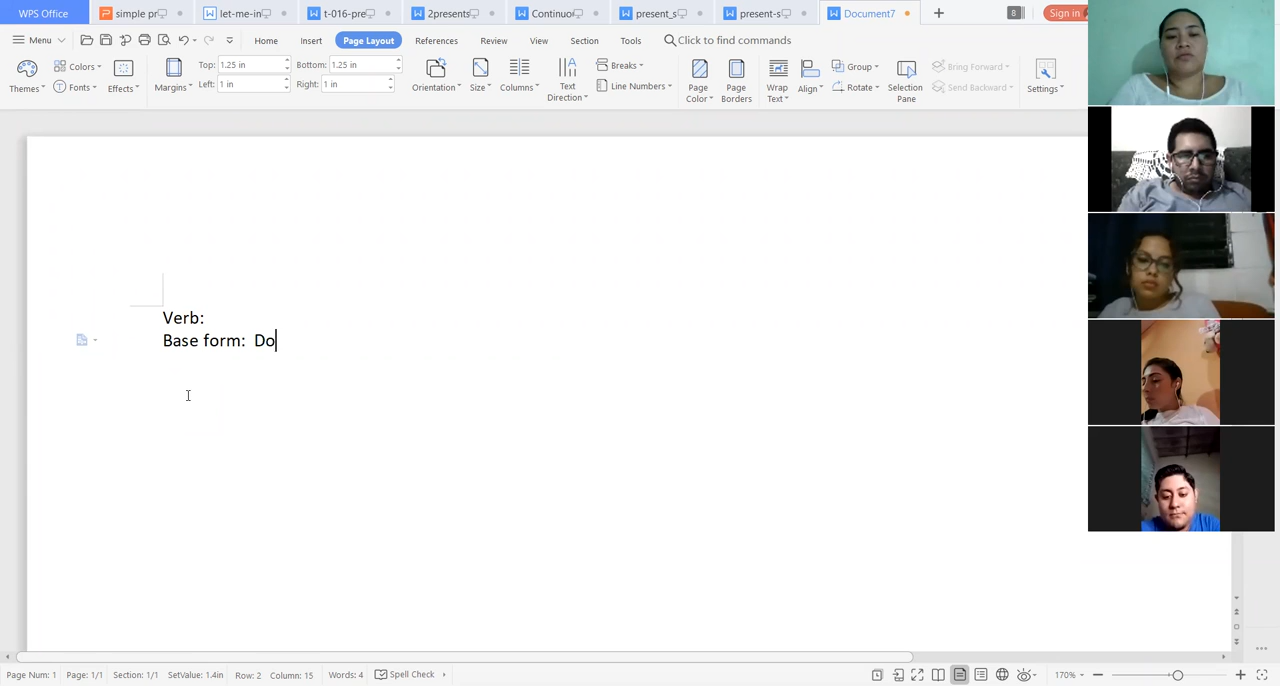 WPS Office simple pr let-me-in t-016-pre 2presents Continuo present_s present-s Document7 8 Sign in
Menu Home Insert Page Layout References Review View Section Tools Click to find commands
Themes Colors Fonts Effects Margins Top: 1.25 in Bottom: 1.25 in Left: 1 in Right: 1 in Orientation Size Columns Text Direction Breaks Line Numbers Page Color Page Borders Wrap Text Align Group Rotate Selection Pane Bring Forward Send Backward Settings
Verb:
Base form: Do
Page Num: 1 Page: 1/1 Section: 1/1 SetValue: 1.4in Row: 2 Column: 15 Words: 4 Spell Check 170%